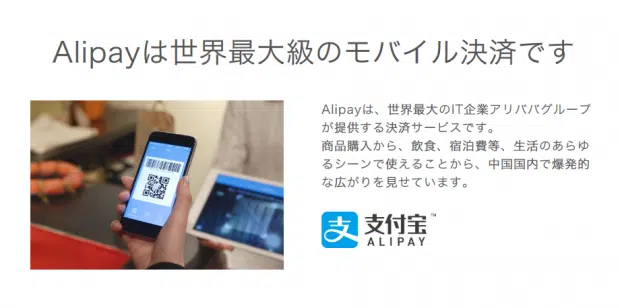 Alipayは世界最大級のモバイル決済です
Alipayは、世界最大のIT企業アリババグループ
が提供する決済サービスです。
商品購入から、飲食、宿泊費等、生活のあらゆ
るシーンで使えることから、中国国内で爆発的
な広がりを見せています。
支 支付宝™
ALIPAY